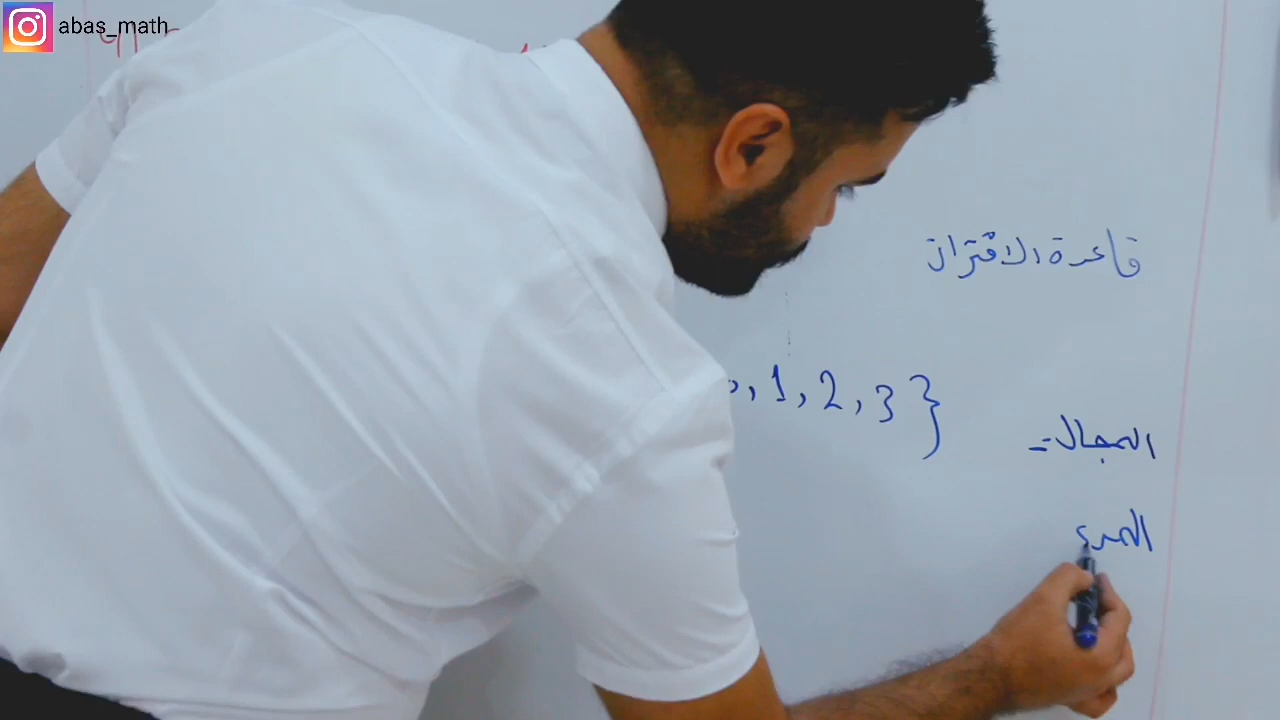 abas_math
قاعدة الاقتران
, 1, 2, 3 }
المجال =
المدى